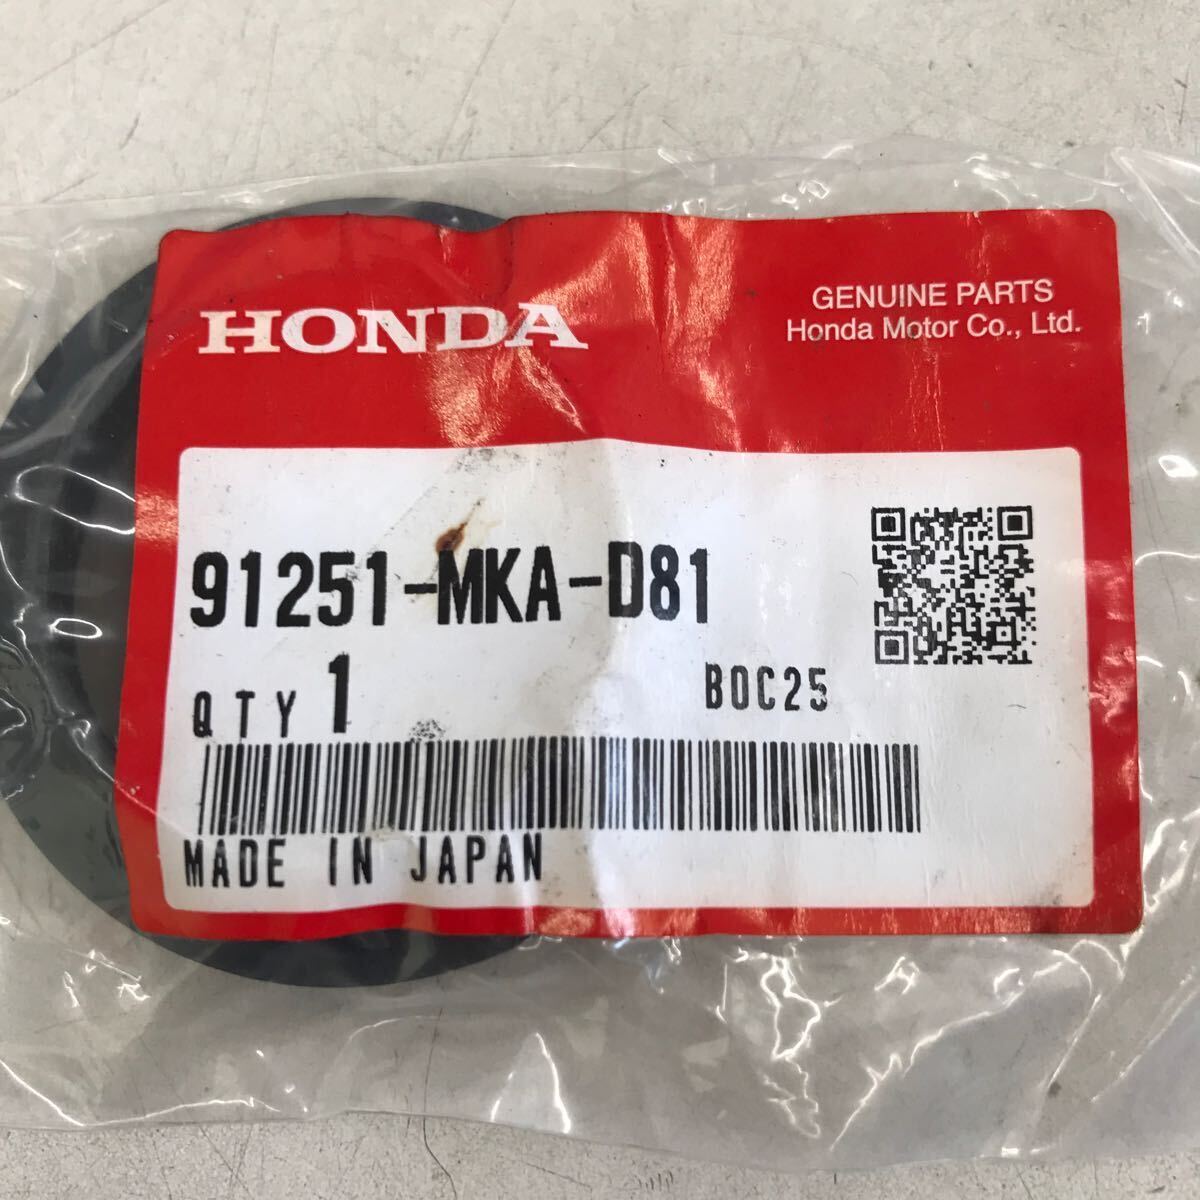 HONDA
GENUINE PARTS
Honda Motor Co., Ltd.
91251-MKA-D81
QTY 1
B0C25
MADE IN JAPAN